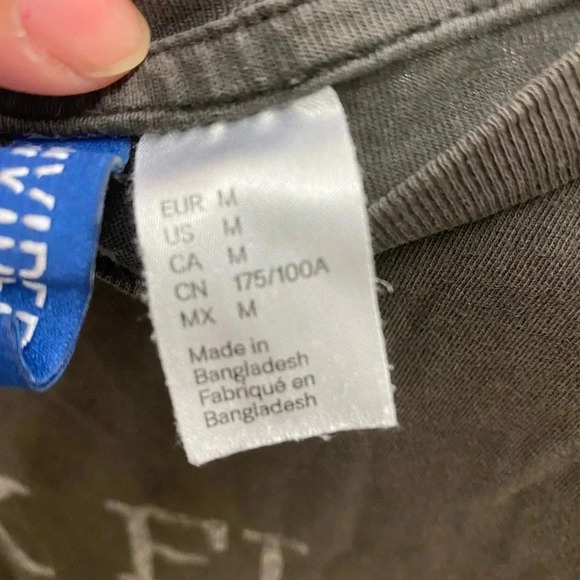 EUR M
US M
CA M
CN 175/100A
MX M
Made in
Bangladesh
Fabriqué en
Bangladesh